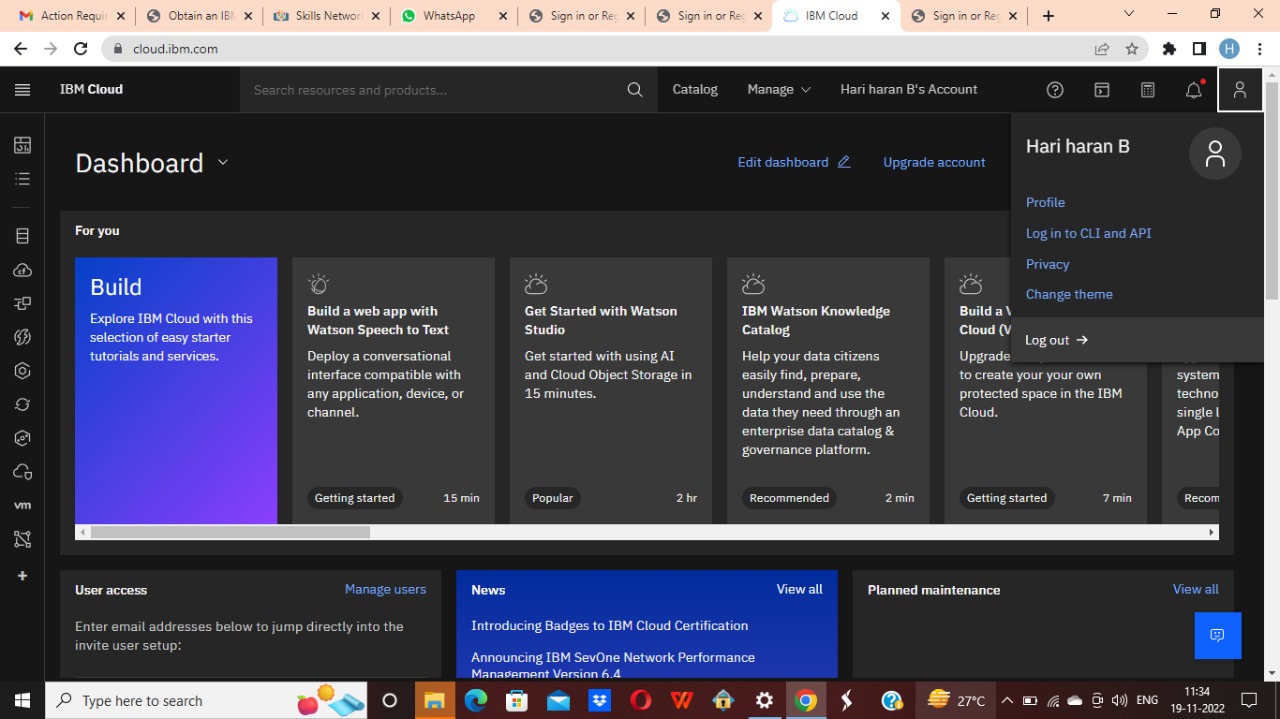 Action Requir
Obtain an IBM
Skills Networ
WhatsApp
Sign in or Reg
Sign in or Reg
IBM Cloud
Sign in or Reg
cloud.ibm.com
H
IBM Cloud
Search resources and products...
Catalog
Manage
Hari haran B's Account
Dashboard
Edit dashboard
Upgrade account
Hari haran B
Profile
Log in to CLI and API
Privacy
Change theme
Log out
For you
Build
Explore IBM Cloud with this
selection of easy starter
tutorials and services.
Build a web app with
Watson Speech to Text
Deploy a conversational
interface compatible with
any application, device, or
channel.
Getting started
15 min
Get Started with Watson
Studio
Get started with using AI
and Cloud Object Storage in
15 minutes.
Popular
2 hr
IBM Watson Knowledge
Catalog
Help your data citizens
easily find, prepare,
understand and use the
data they need through an
enterprise data catalog &
governance platform.
Recommended
2 min
Build a V
Cloud (V
Upgrade
to create your your own
protected space in the IBM
Cloud.
Getting started
7 min
system
techno
single l
App Co
Recom
vm
User access
Manage users
Enter email addresses below to jump directly into the
invite user setup:
News
View all
Introducing Badges to IBM Cloud Certification
Announcing IBM SevOne Network Performance
Management Version 6.4
Planned maintenance
View all
Type here to search
27°C
ENG
11:34
19-11-2022